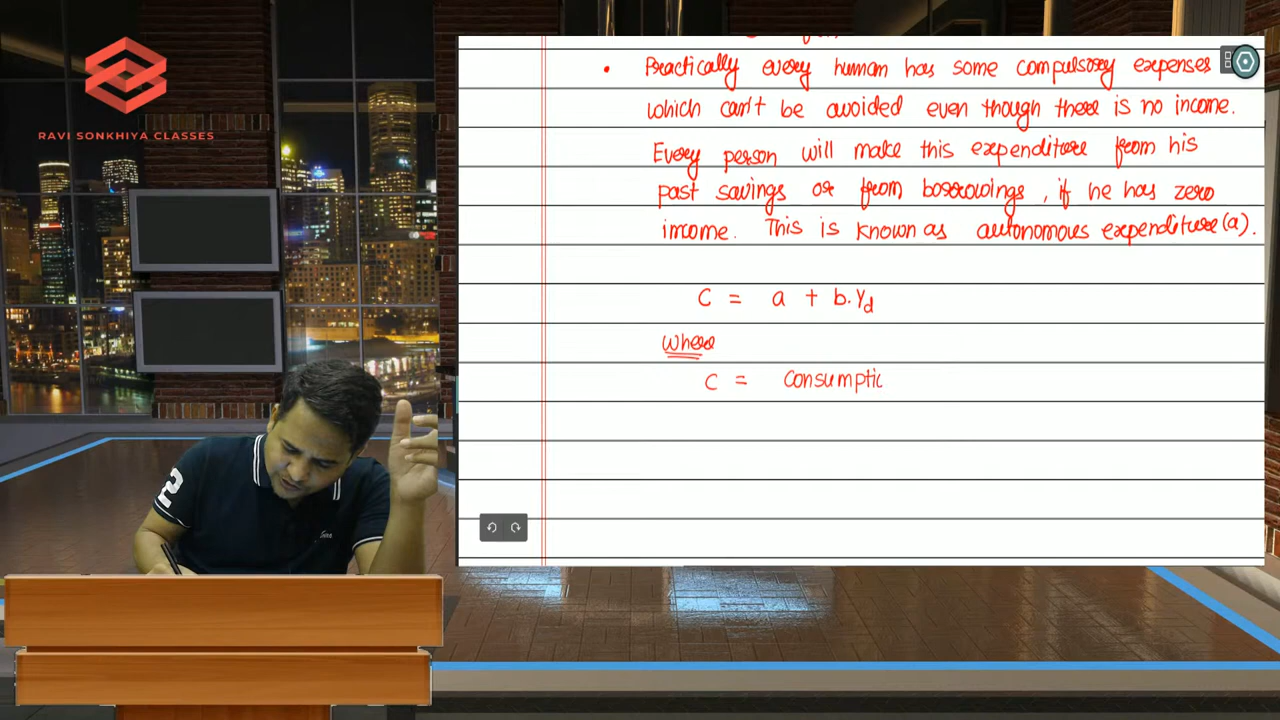 RAVI SONKHIYA CLASSES
• Practically every human has some compulsory expenses
which can't be avoided even though there is no income.
Every person will make this expenditure from his
past savings or from borrowings, if he has zero
income. This is known as autonomous expenditure (a).
C = a + b.Yd
where
C = Consumptic
2